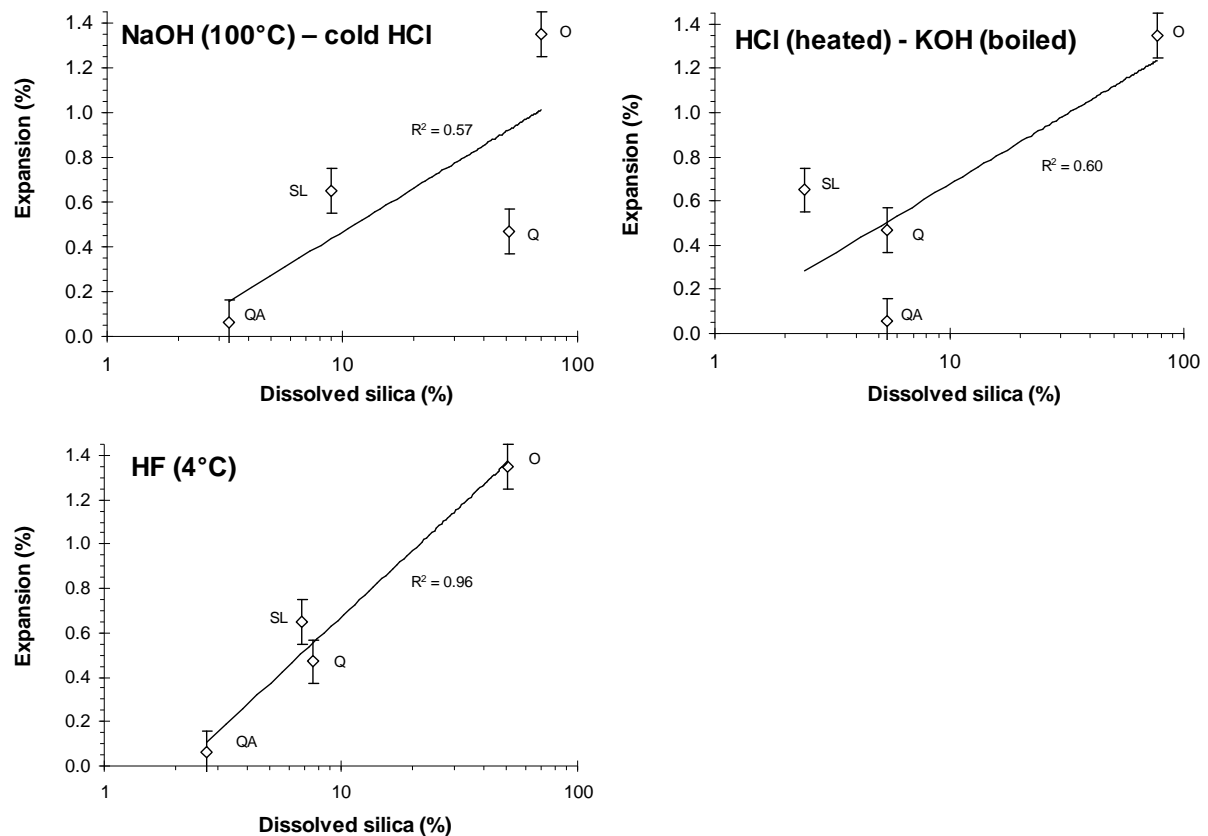 NaOH (100°C) – cold HCl
Expansion (%)
1.4
1.2
1.0
0.8
0.6
0.4
0.2
0.0
O
R² = 0.57
SL
Q
QA
1
10
100
Dissolved silica (%)
HCl (heated) - KOH (boiled)
Expansion (%)
1.4
1.2
1.0
0.8
0.6
0.4
0.2
0.0
O
R² = 0.60
SL
Q
QA
1
10
100
Dissolved silica (%)
HF (4°C)
Expansion (%)
1.4
1.2
1.0
0.8
0.6
0.4
0.2
0.0
O
R² = 0.96
SL
Q
QA
1
10
100
Dissolved silica (%)